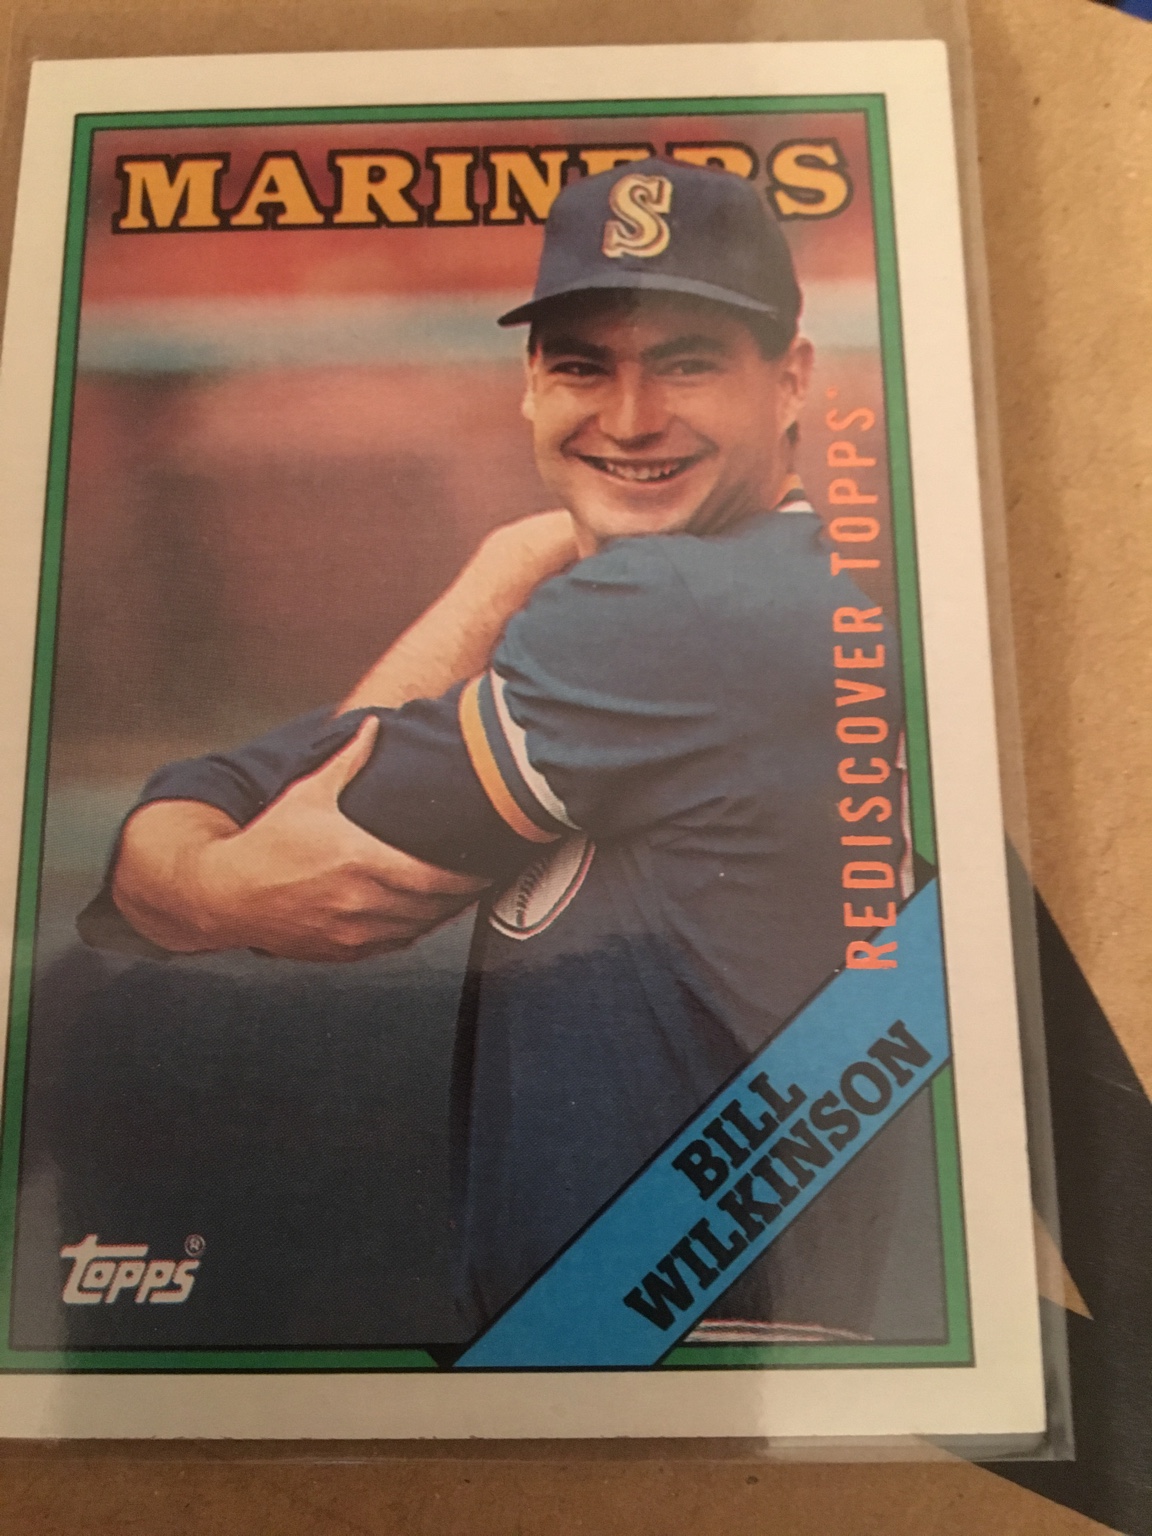 MARINERS
S
REDISCOVER TOPPS
BILL
WILKINSON
topps®